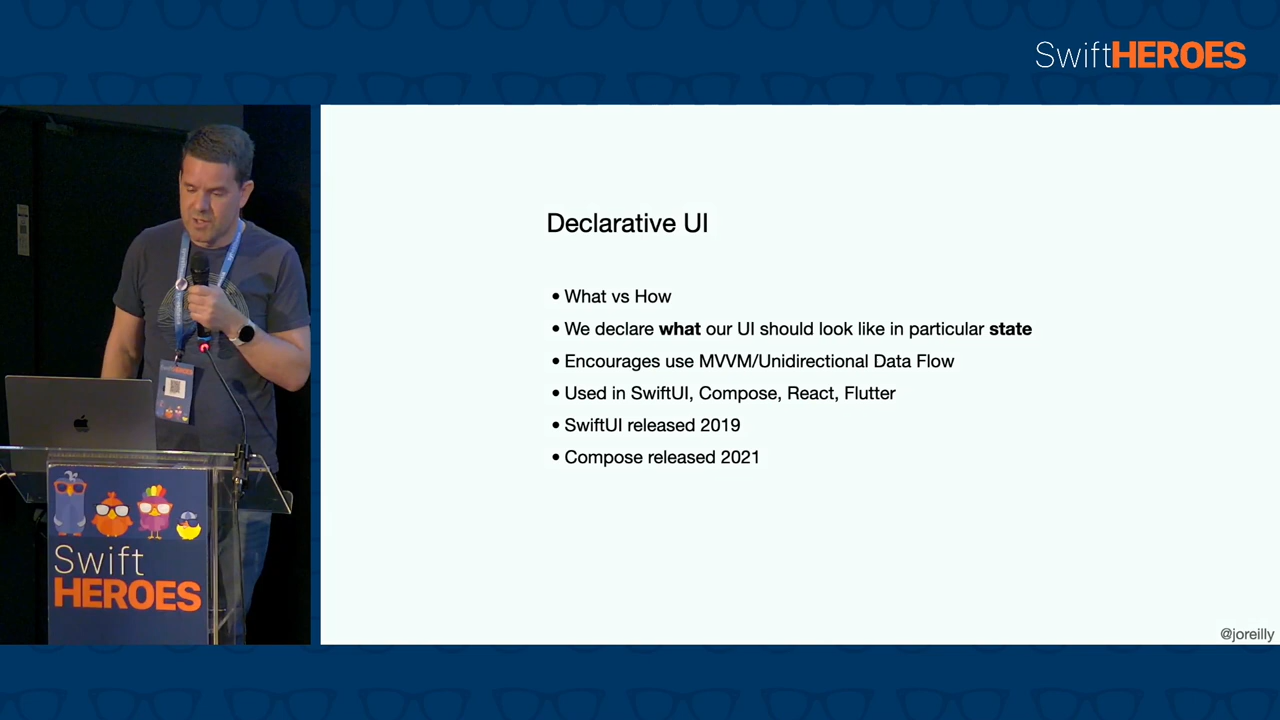 SwiftHEROES
Declarative UI
• What vs How
• We declare what our UI should look like in particular state
• Encourages use MVVM/Unidirectional Data Flow
• Used in SwiftUI, Compose, React, Flutter
• SwiftUI released 2019
• Compose released 2021
@joreilly
Swift
HEROES